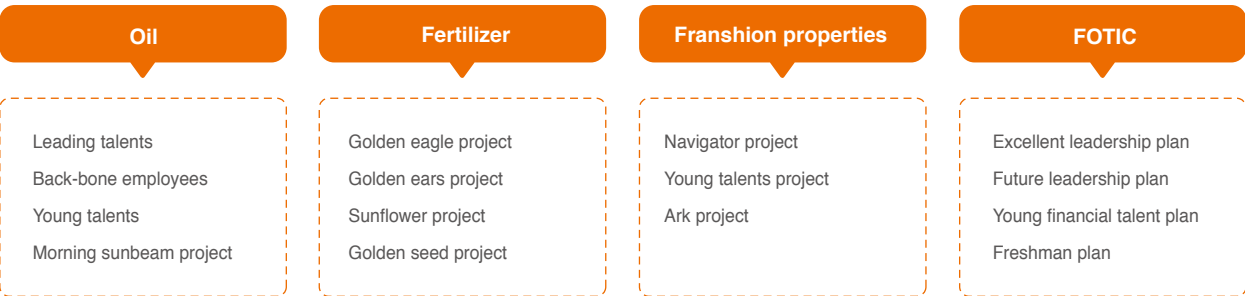 Oil
Leading talents
Back-bone employees
Young talents
Morning sunbeam project
Fertilizer
Golden eagle project
Golden ears project
Sunflower project
Golden seed project
Franshion properties
Navigator project
Young talents project
Ark project
FOTIC
Excellent leadership plan
Future leadership plan
Young financial talent plan
Freshman plan